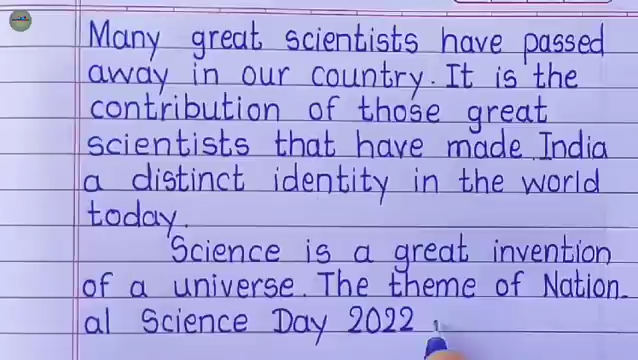 Many great scientists have passed
away in our country. It is the
contribution of those great
scientists that have made India
a distinct identity in the world
today.
Science is a great invention
of a universe. The theme of Nation-
al Science Day 2022